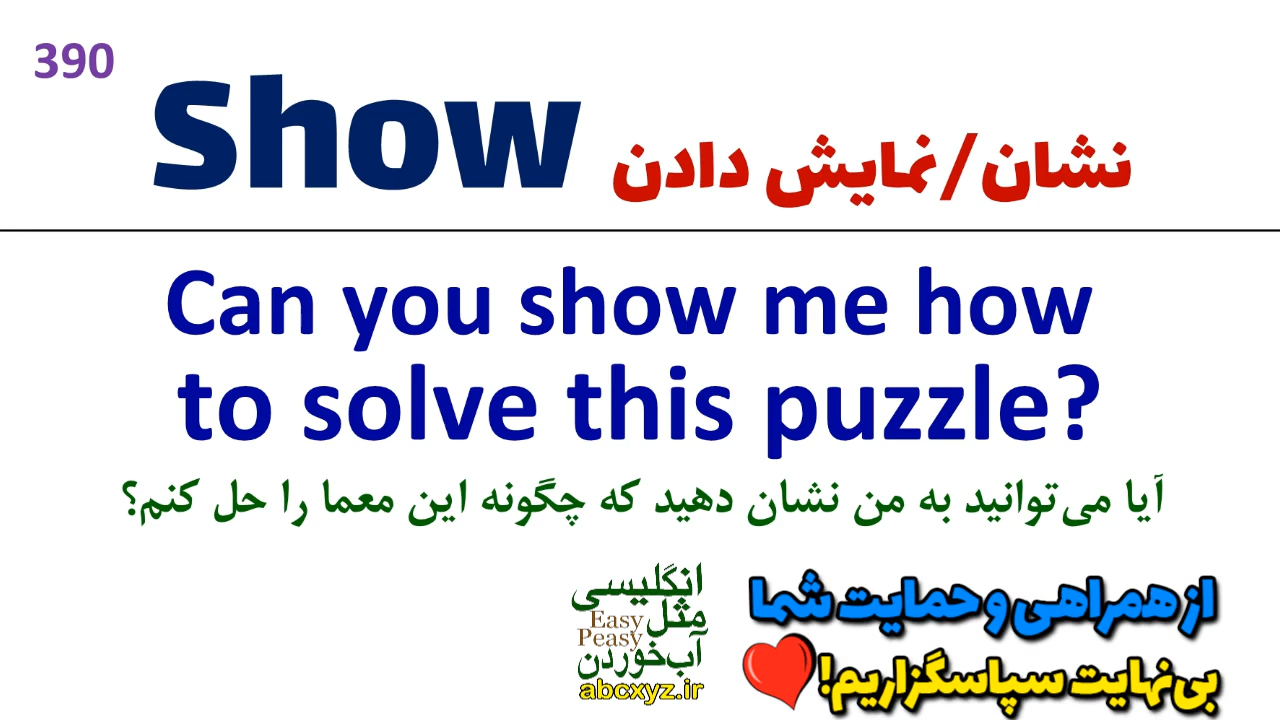 390
Show نشان/نمایش دادن
Can you show me how
to solve this puzzle?
آیا می‌توانید به من نشان دهید که چگونه این معما را حل کنم؟
انگلیسی
مثل
Easy
Peasy
آب‌خوردن
abcxyz.ir
از همراهی و حمایت شما
بی‌نهایت سپاسگزاریم!